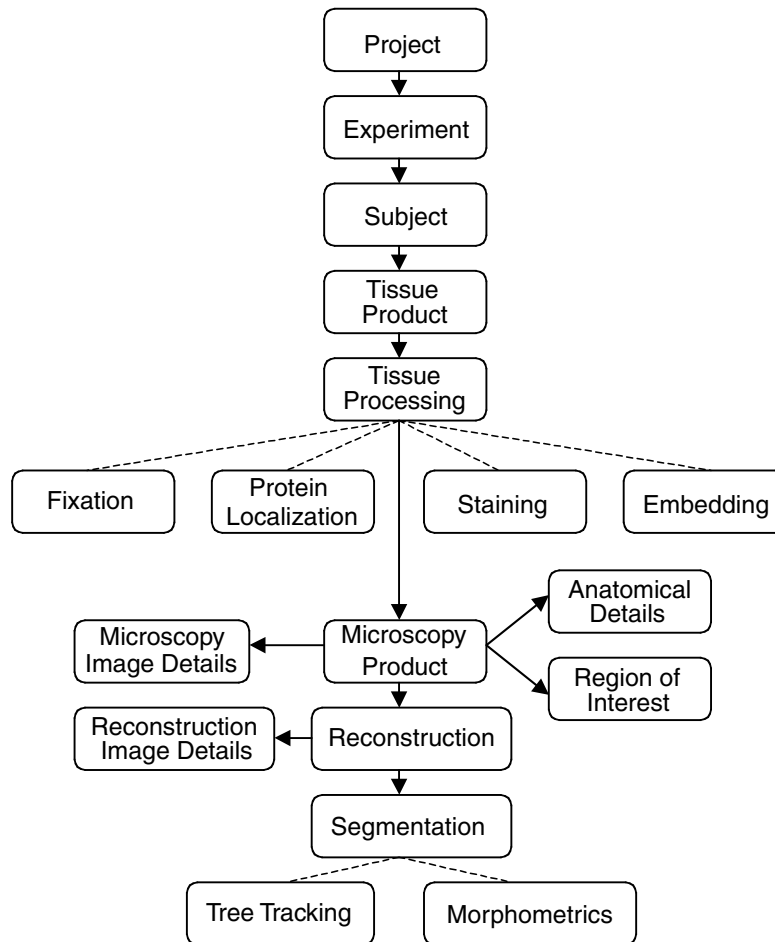 Project
Experiment
Subject
Tissue
Product
Tissue
Processing
Fixation
Protein
Localization
Staining
Embedding
Anatomical
Details
Microscopy
Image Details
Microscopy
Product
Region of
Interest
Reconstruction
Image Details
Reconstruction
Segmentation
Tree Tracking
Morphometrics